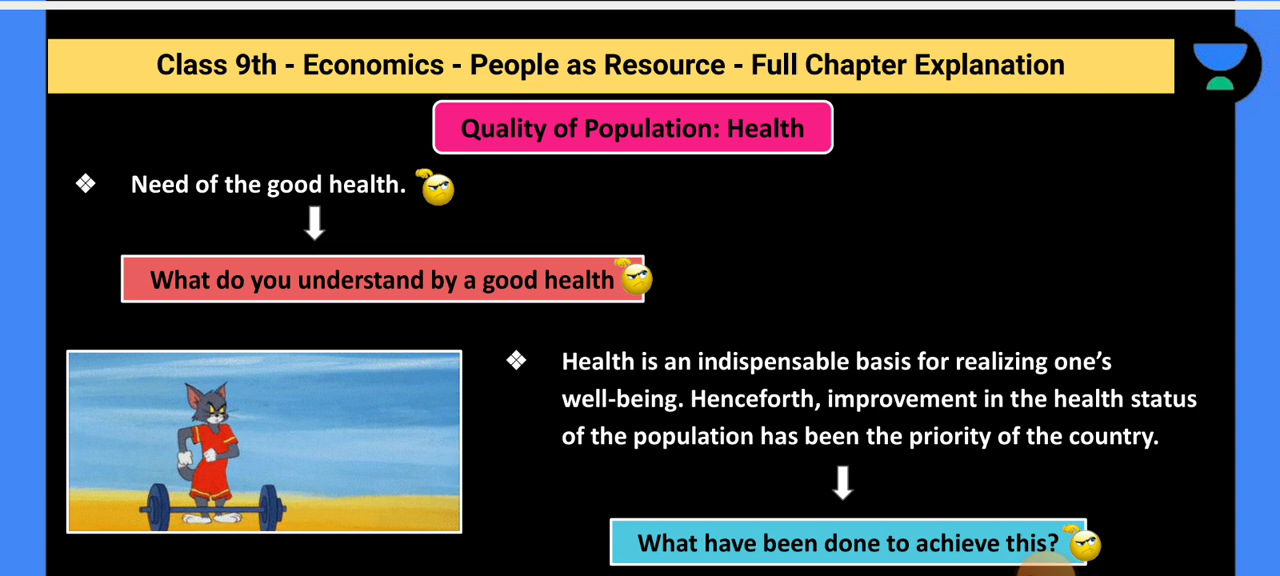 Class 9th - Economics - People as Resource - Full Chapter Explanation
Quality of Population: Health
❖ Need of the good health.
What do you understand by a good health
❖ Health is an indispensable basis for realizing one’s
well-being. Henceforth, improvement in the health status
of the population has been the priority of the country.
What have been done to achieve this?